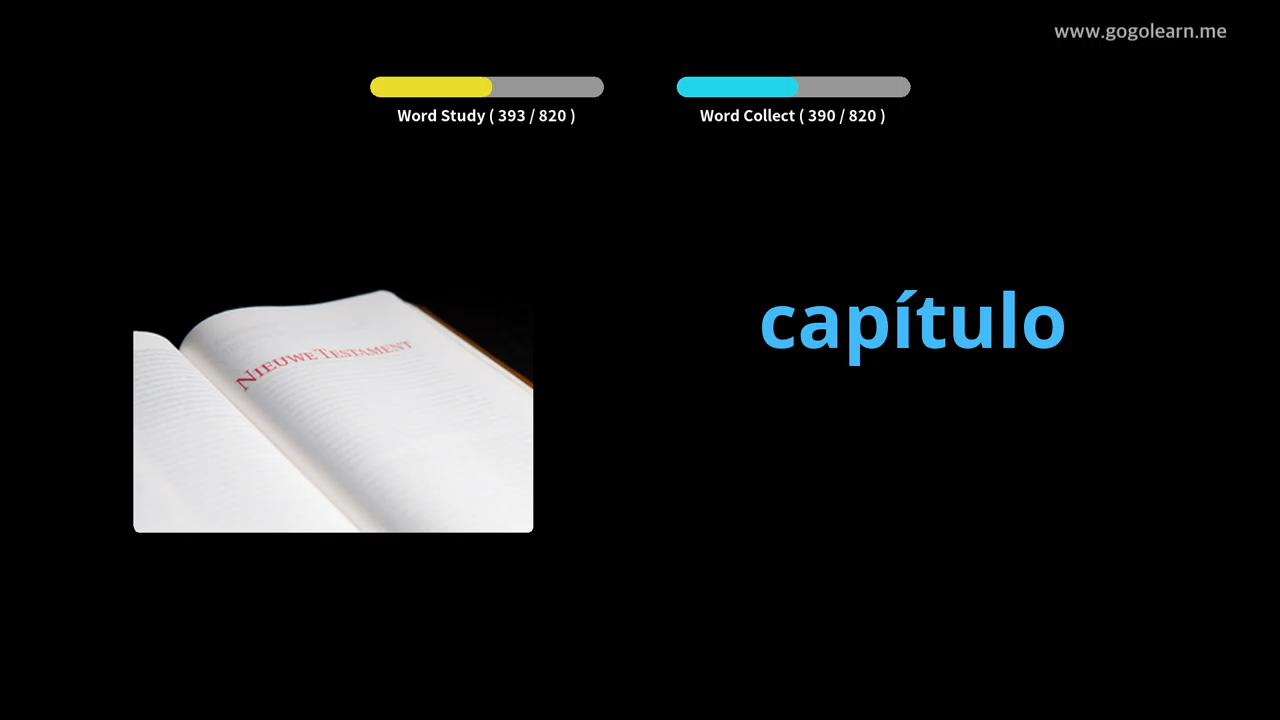 www.gogolearn.me
Word Study ( 393 / 820 )
Word Collect ( 390 / 820 )
NIEUWE TESTAMENT
capítulo